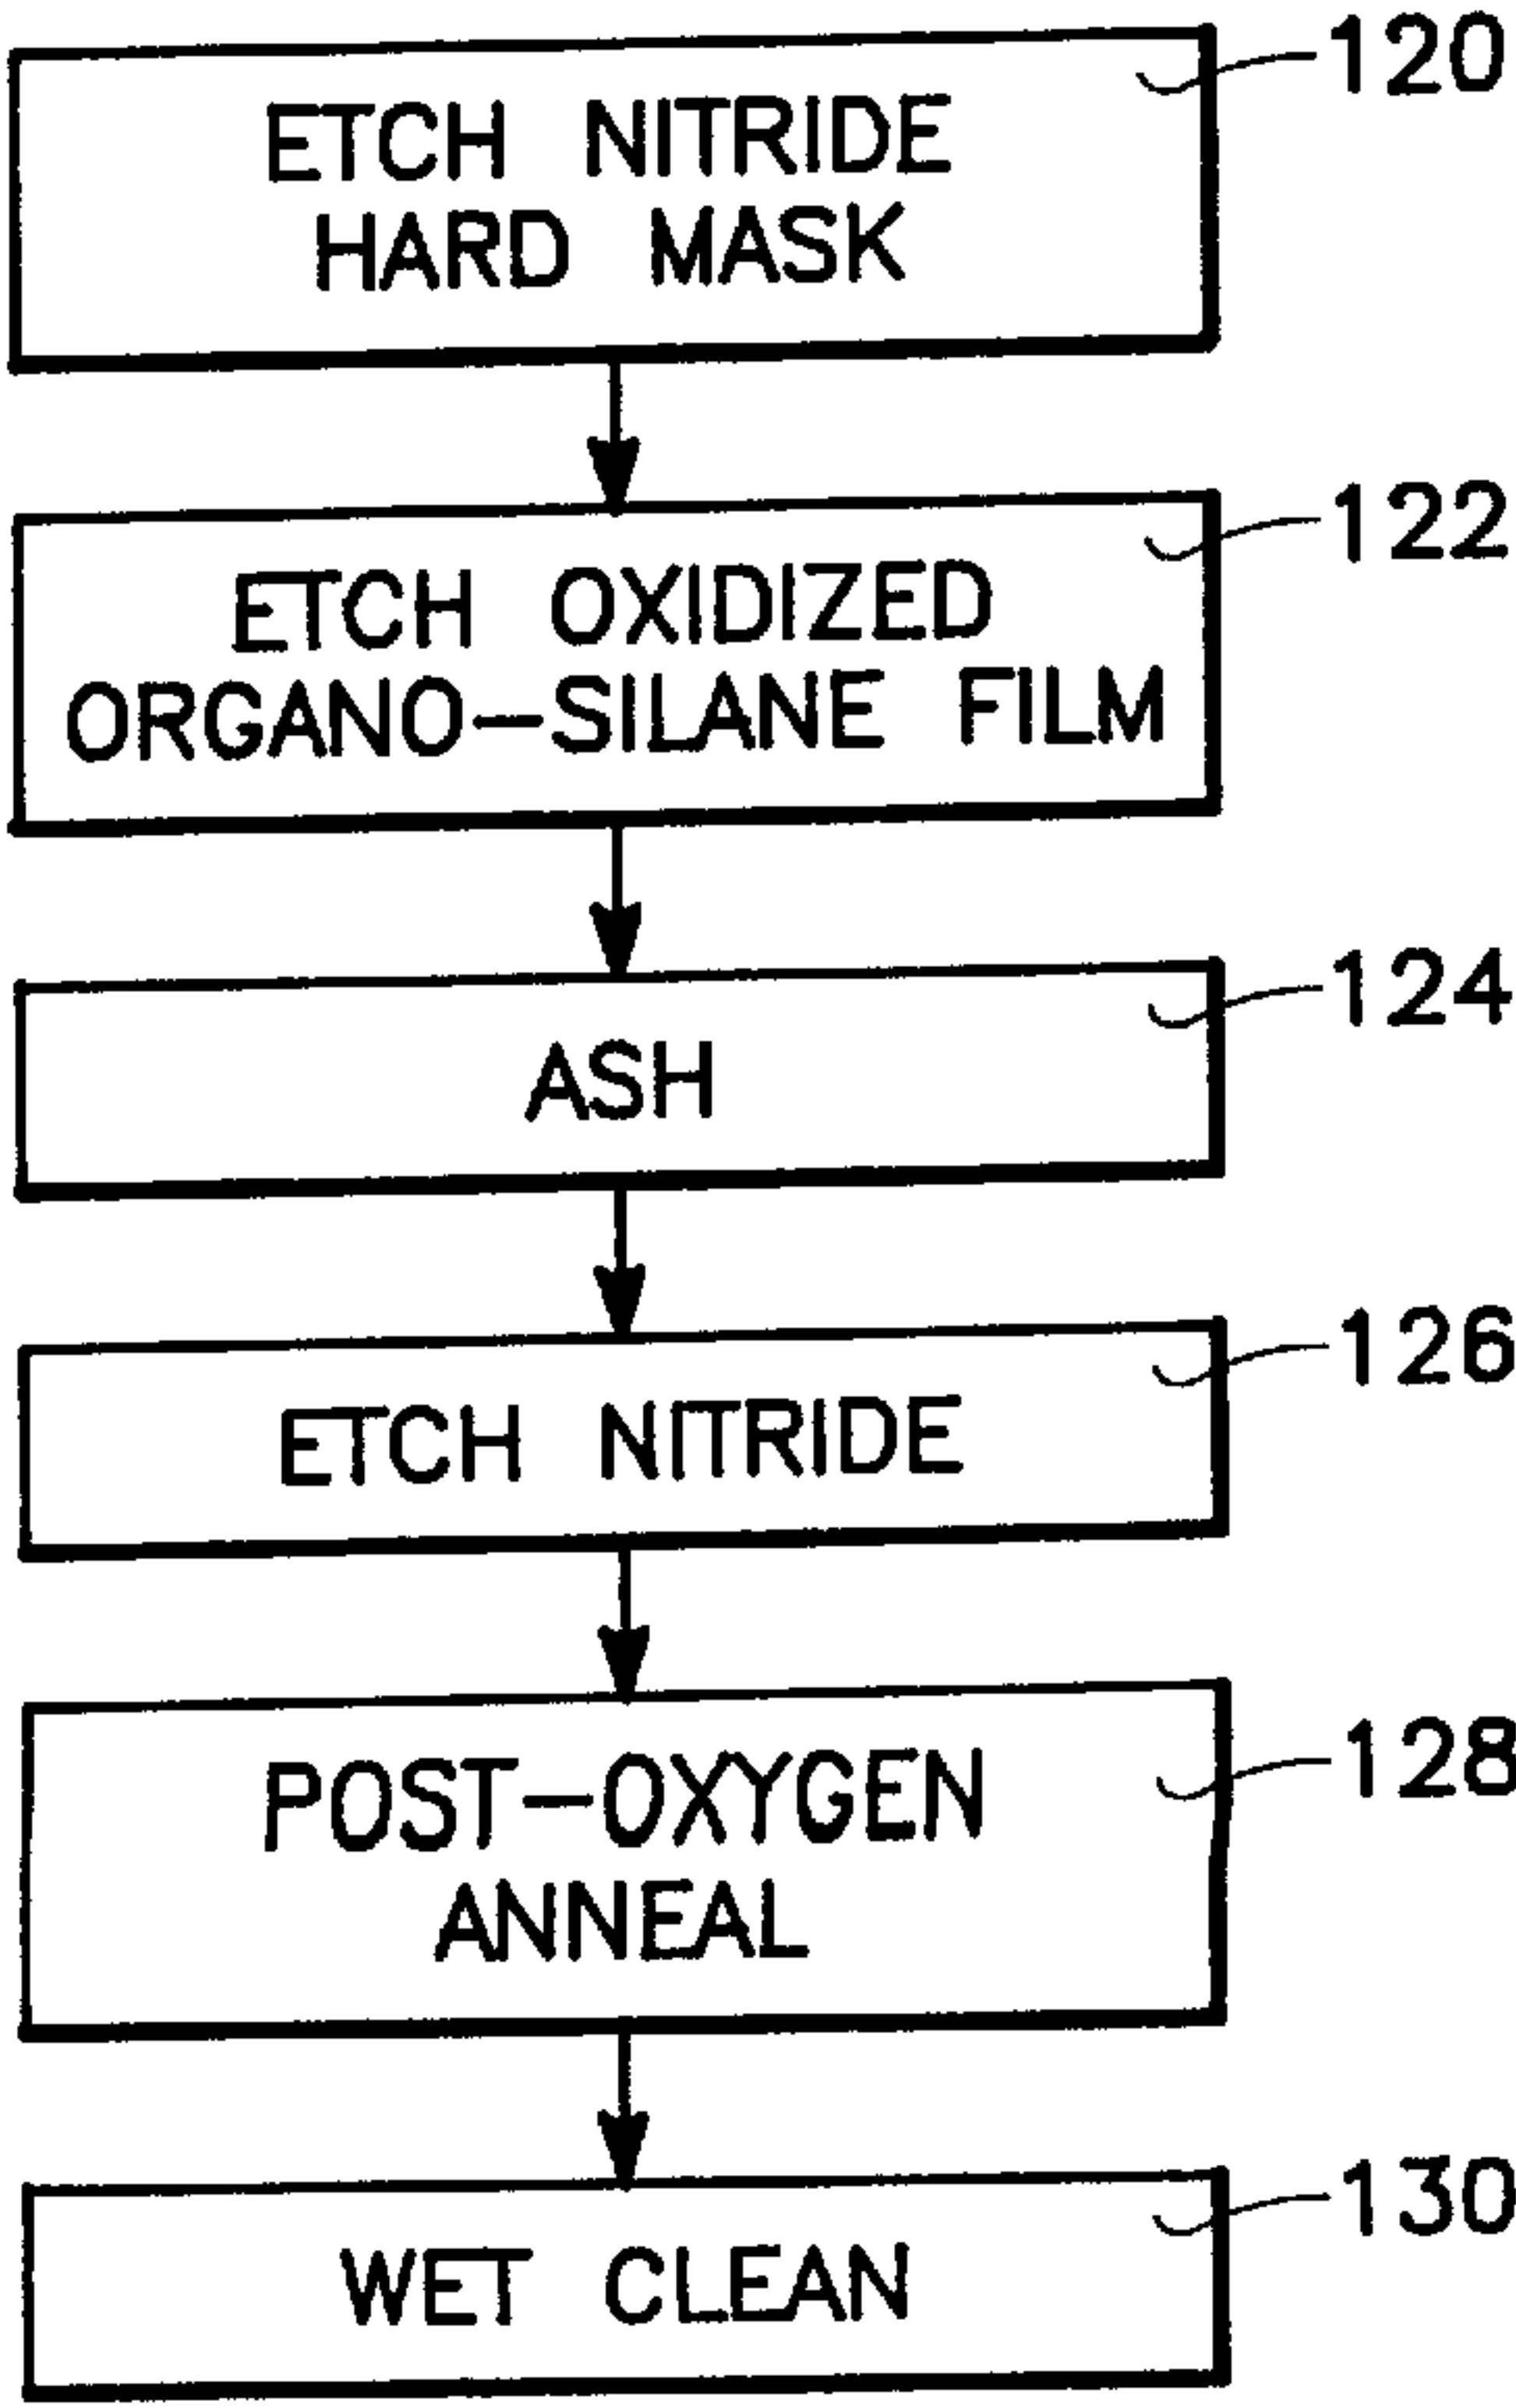 120
ETCH NITRIDE
HARD MASK
122
ETCH OXIDIZED
ORGANO-SILANE FILM
124
ASH
126
ETCH NITRIDE
128
POST-OXYGEN
ANNEAL
130
WET CLEAN